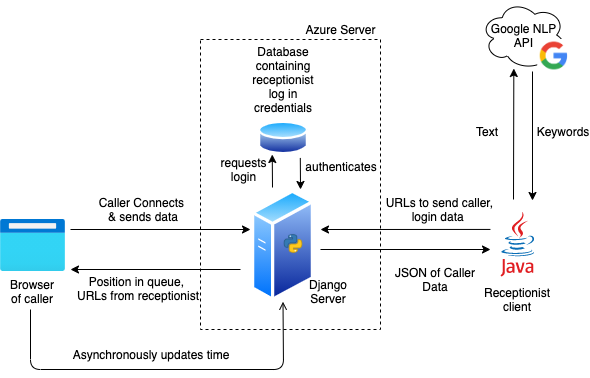 Azure Server
Google NLP
API
Database
containing
receptionist
log in
credentials
Text
Keywords
requests
login
authenticates
Caller Connects
& sends data
URLs to send caller,
login data
Java
Browser
of caller
Position in queue,
URLs from receptionist
Django
Server
JSON of Caller
Data
Receptionist
client
Asynchronously updates time